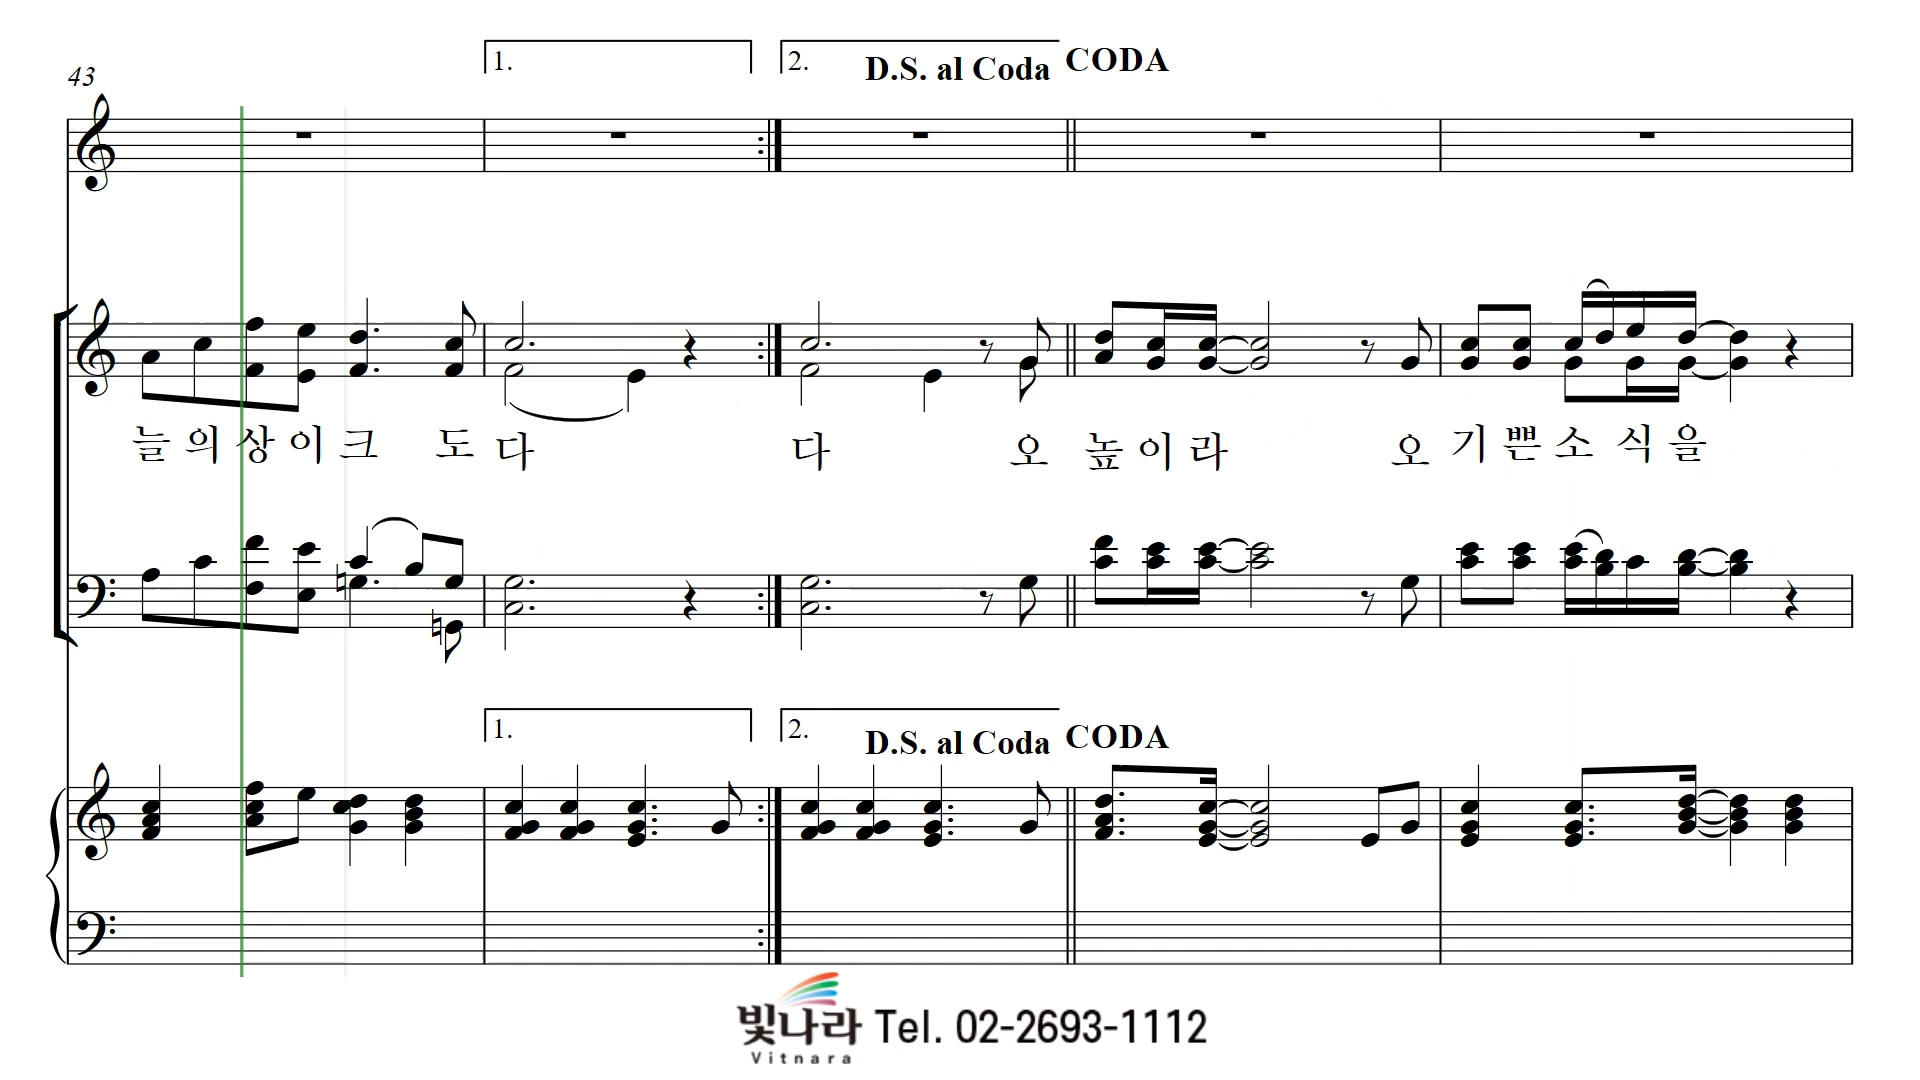 43
1.
2.
D.S. al Coda
CODA
늘 의 상 이 크 도 다 다 오 높 이 라 오 기 쁜 소 식 을
1.
2.
D.S. al Coda
CODA
빛나라 Tel. 02-2693-1112
Vitnara